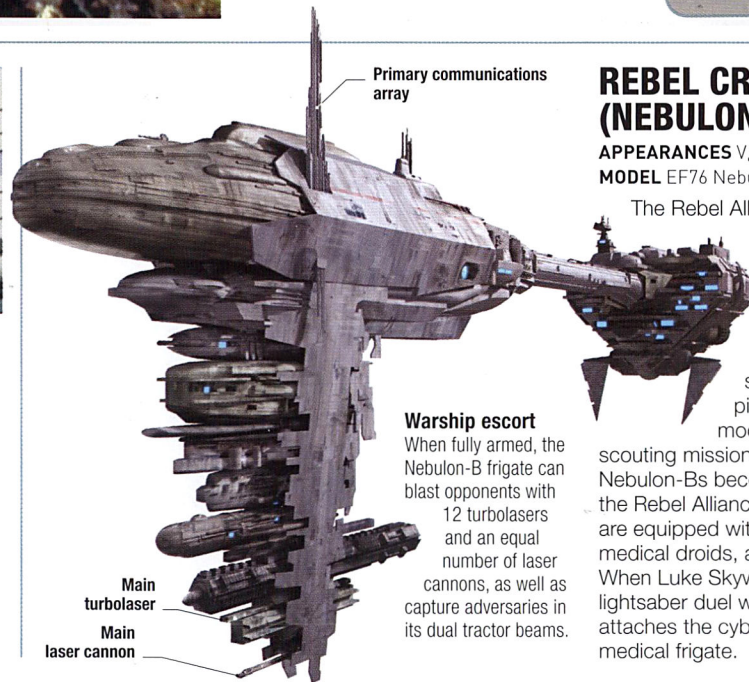 Primary communications
array
REBEL CR
(NEBULON
APPEARANCES V,
MODEL EF76 Nebu
The Rebel All
s
pi
mod
scouting mission
Nebulon-Bs beco
the Rebel Allianc
are equipped wit
medical droids, a
When Luke Skyw
lightsaber duel w
attaches the cyb
medical frigate.
Warship escort
When fully armed, the
Nebulon-B frigate can
blast opponents with
12 turbolasers
and an equal
number of laser
cannons, as well as
capture adversaries in
its dual tractor beams.
Main
turbolaser
Main
laser cannon